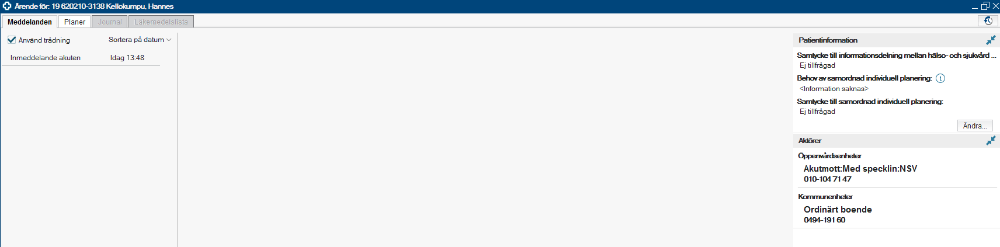 Ärende för: 19 620210-3138 Kellokumpu, Hannes
Meddelanden Planer Journal Läkemedelslista
Använd trådning Sortera på datum
Inmeddelande akuten Idag 13:48
Patientinformation
Samtycke till informationsdelning mellan hälso- och sjukvård ...
Ej tillfrågad
Behov av samordnad individuell planering:
<Information saknas>
Samtycke till samordnad individuell planering:
Ej tillfrågad
Ändra...
Aktörer
Öppenvårdsenheter
Akutmott:Med specklin:NSV
010-104 71 47
Kommunenheter
Ordinärt boende
0494-191 60